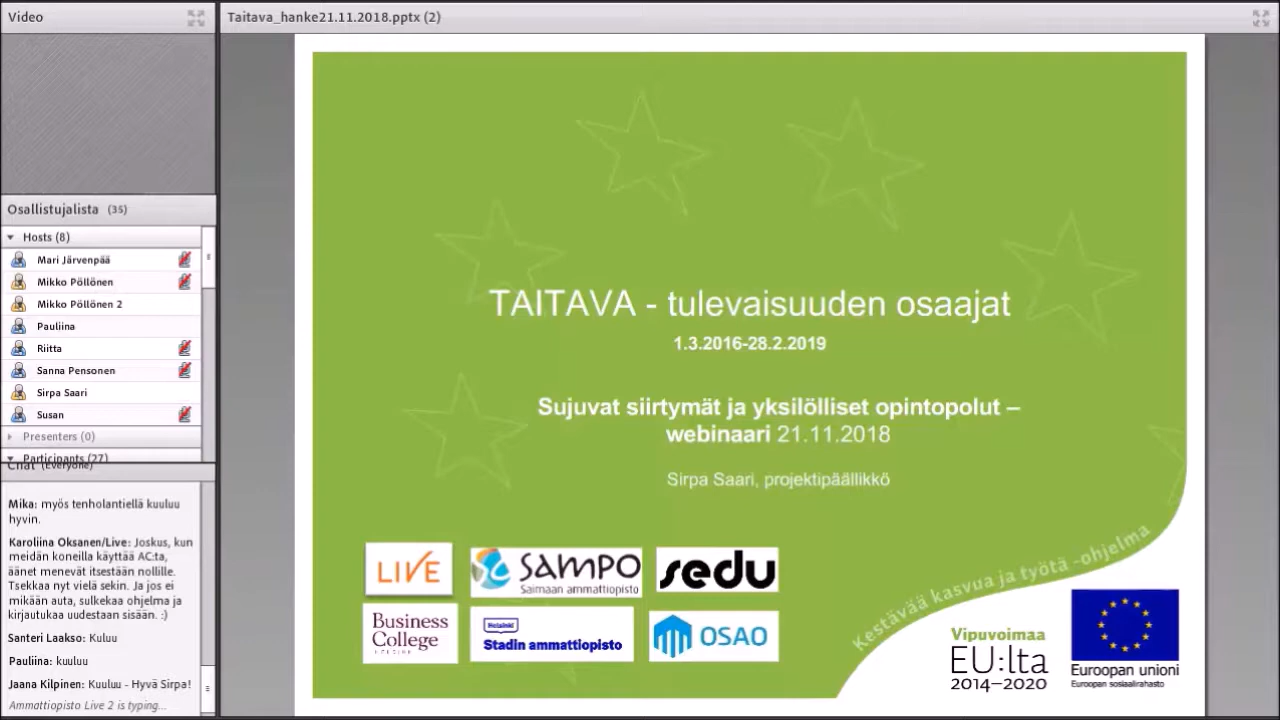 Video
Taitava_hanke21.11.2018.pptx (2)
Osallistujalista (35)
Hosts (8)
Mari Järvenpää
Mikko Pöllönen
Mikko Pöllönen 2
Pauliina
Riitta
Sanna Pensonen
Sirpa Saari
Susan
Presenters (0)
Participants (27)
Chat (Everyone)
Mika: myös tenholantiellä kuuluu
hyvin.
Karoliina Oksanen/Live: Joskus, kun
meidän koneilla käyttää AC:ta,
äänet menevät itsestään nollille.
Tsekkaa nyt vielä sekin. Ja jos ei
mikään auta, sulkekaa ohjelma ja
kirjautukaa uudestaan sisään. :)
Santeri Laakso: Kuluu
Pauliina: kuuluu
Jaana Kilpinen: Kuuluu - Hyvä Sirpa!
Ammattiopisto Live 2 is typing...
TAITAVA - tulevaisuuden osaajat
1.3.2016-28.2.2019
Sujuvat siirtymät ja yksilölliset opintopolut –
webinaari 21.11.2018
Sirpa Saari, projektipäällikkö
LIVE
SAMPO
Saimaan ammattiopisto
sedu
Business
College
Helsinki
Stadin ammattiopisto
OSAO
Kestävää kasvua ja työtä -ohjelma
Vipuvoimaa
EU:lta
2014–2020
Euroopan unioni
Euroopan sosiaalirahasto